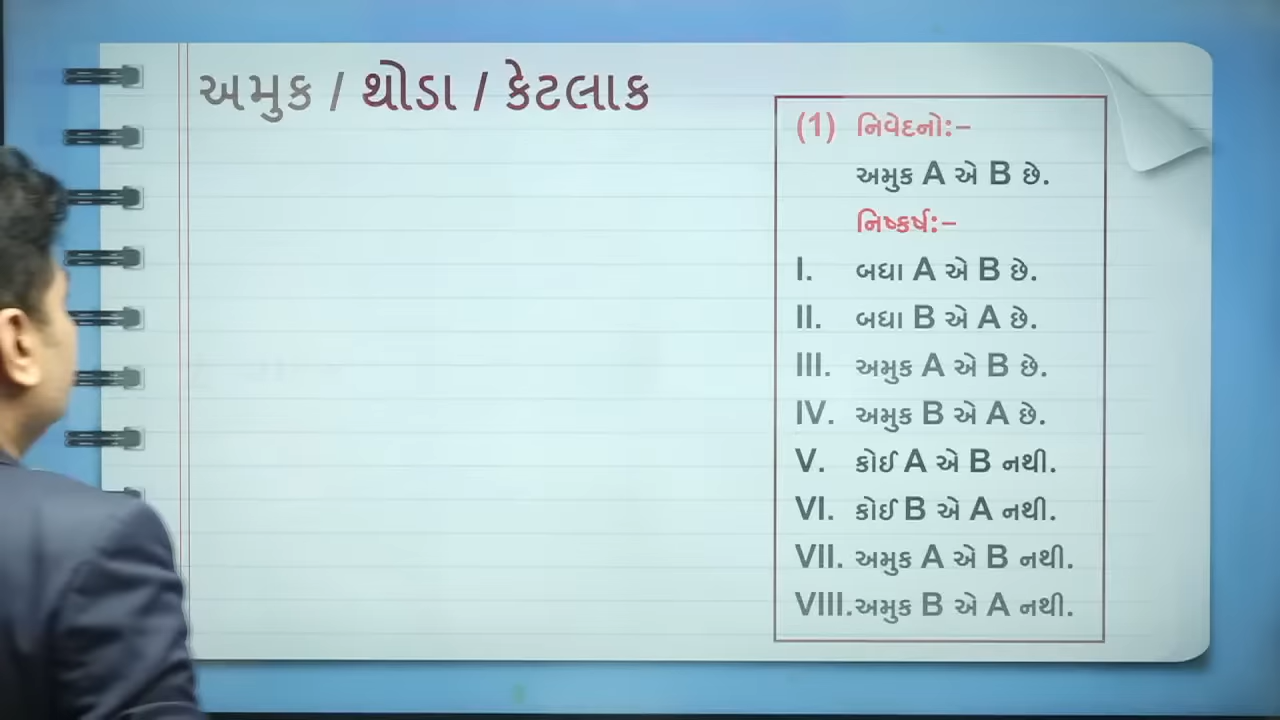 અમુક / થોડા / કેટલાક
(1) નિવેદનો:–
અમુક A એ B છે.
નિષ્કર્ષ:–
I. બધા A એ B છે.
II. બધા B એ A છે.
III. અમુક A એ B છે.
IV. અમુક B એ A છે.
V. કોઈ A એ B નથી.
VI. કોઈ B એ A નથી.
VII. અમુક A એ B નથી.
VIII. અમુક B એ A નથી.